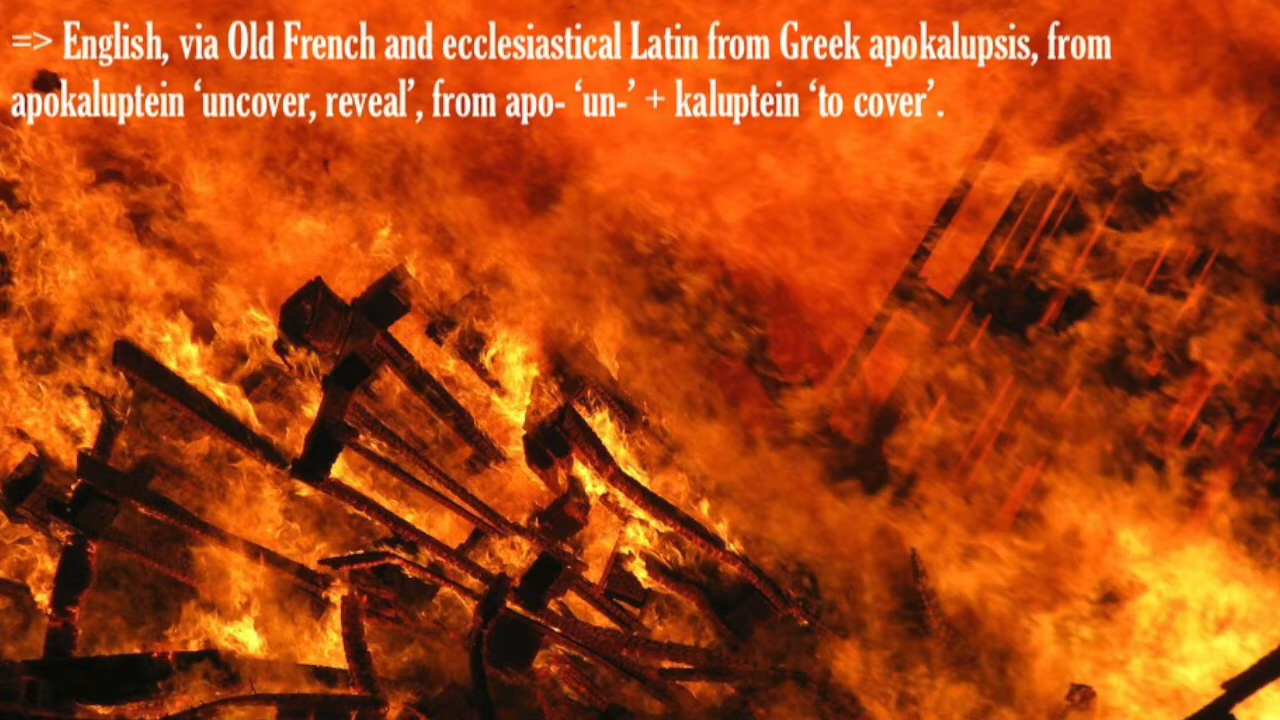 => English, via Old French and ecclesiastical Latin from Greek apokalupsis, from
apokaluptein ‘uncover, reveal’, from apo- ‘un-’ + kaluptein ‘to cover’.